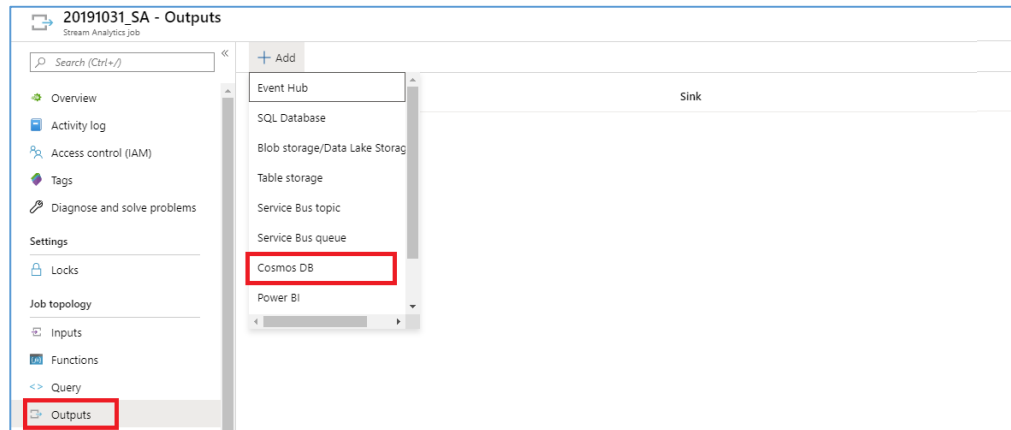 20191031_SA - Outputs
Stream Analytics job
Search (Ctrl+/)
«
Overview
Activity log
Access control (IAM)
Tags
Diagnose and solve problems
Settings
Locks
Job topology
Inputs
Functions
Query
Outputs
+ Add
Event Hub
SQL Database
Blob storage/Data Lake Storag
Table storage
Service Bus topic
Service Bus queue
Cosmos DB
Power BI
Sink